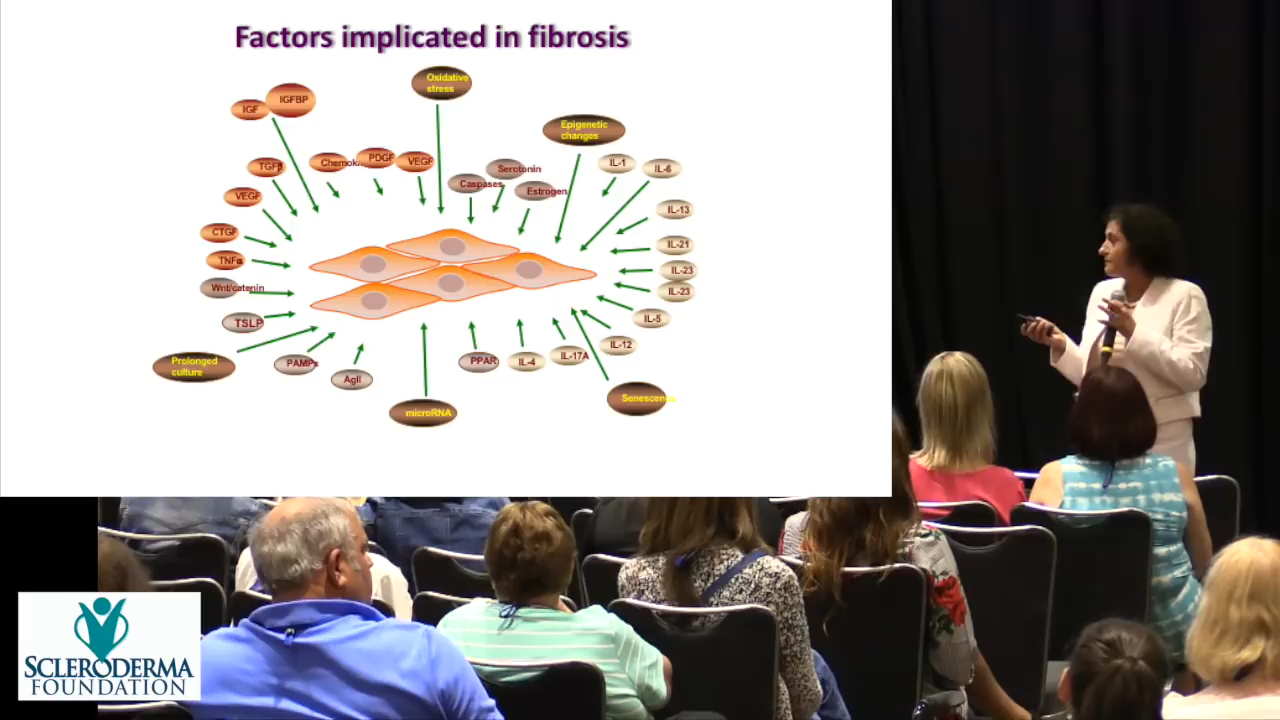 Factors implicated in fibrosis
Oxidative
stress
IGF
IGFBP
Epigenetic
changes
TGFβ
Chemok
PDGF
VEGF
Serotonin
Caspases
Estrogen
IL-1
IL-6
VEGF
IL-13
CTGF
IL-21
TNFα
IL-23
Wnt/catenin
IL-23
TSLP
IL-5
Prolonged
culture
PAMPs
AgII
PPAR
IL-4
IL-17A
IL-12
microRNA
Senescence
SCLERODERMA
FOUNDATION